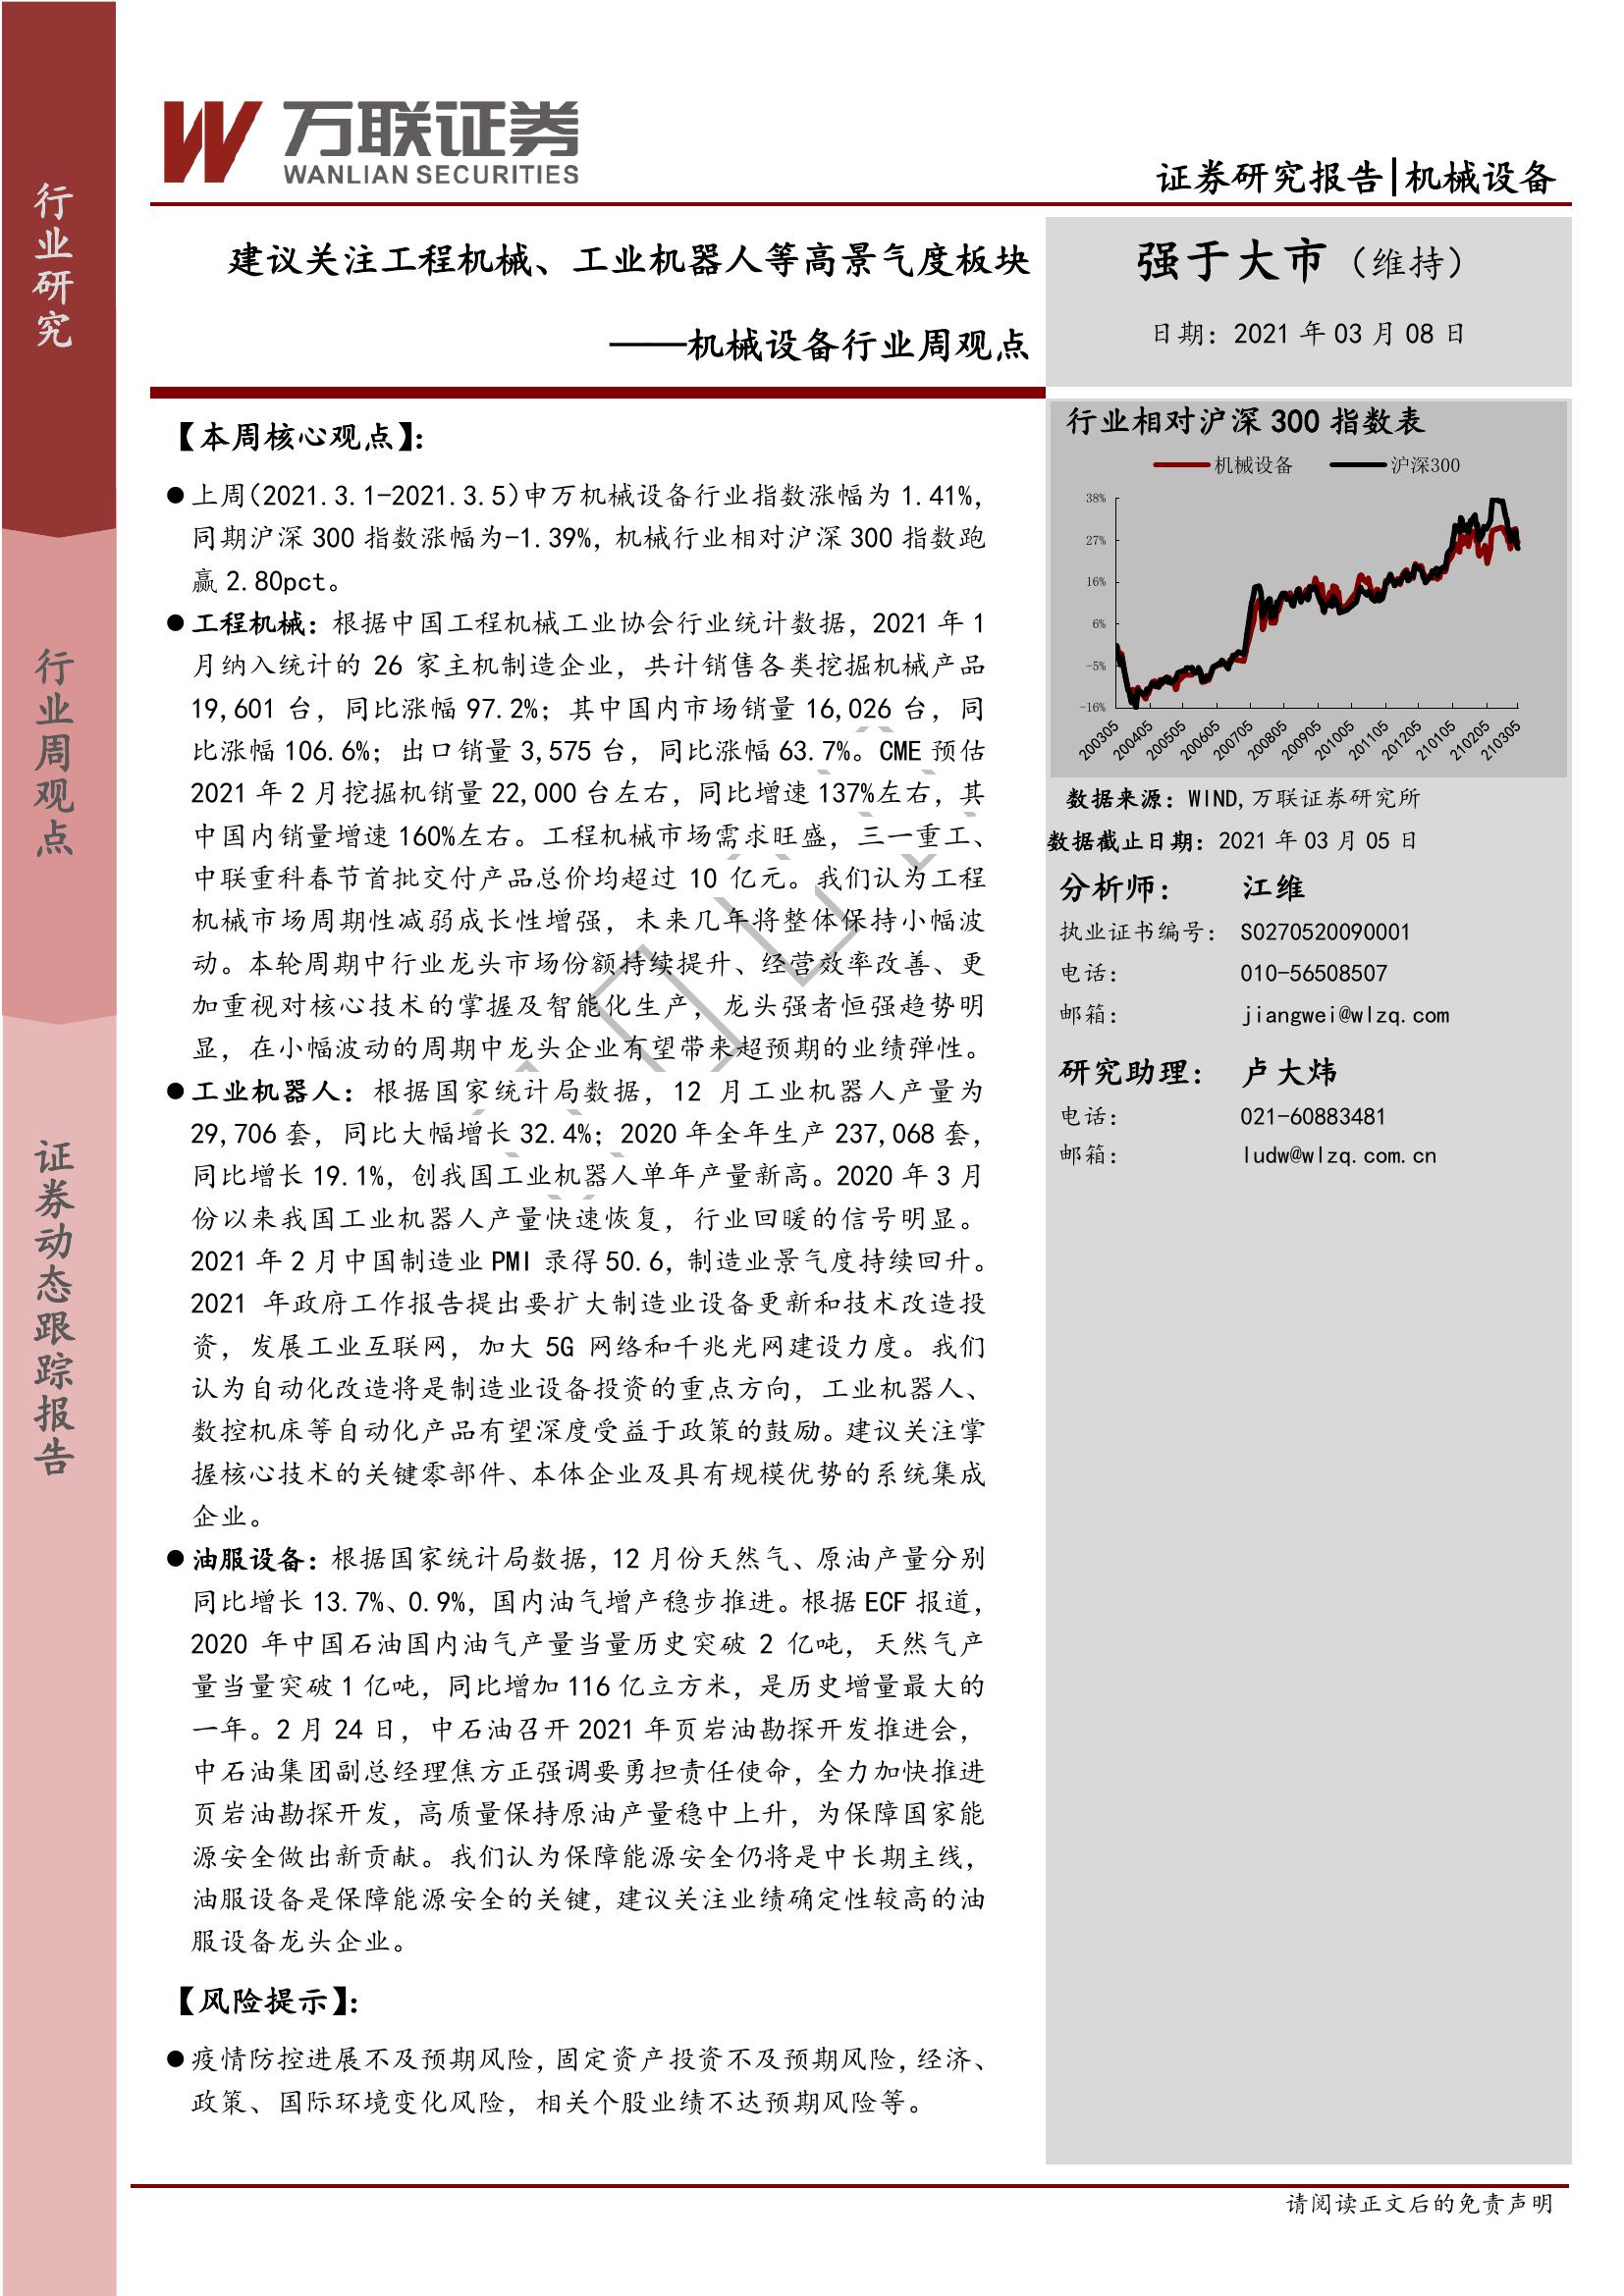 行业研究
行业周观点
证券动态跟踪报告
万联证券
WANLIAN SECURITIES
证券研究报告|机械设备
建议关注工程机械、工业机器人等高景气度板块
——机械设备行业周观点
强于大市（维持）
日期：2021 年 03 月 08 日
【本周核心观点】：
●上周(2021.3.1-2021.3.5)申万机械设备行业指数涨幅为 1.41%，
同期沪深 300 指数涨幅为-1.39%，机械行业相对沪深 300 指数跑
赢 2.80pct。
●工程机械：根据中国工程机械工业协会行业统计数据，2021 年 1
月纳入统计的 26 家主机制造企业，共计销售各类挖掘机械产品
19,601 台，同比涨幅 97.2%；其中国内市场销量 16,026 台，同
比涨幅 106.6%；出口销量 3,575 台，同比涨幅 63.7%。CME 预估
2021 年 2 月挖掘机销量 22,000 台左右，同比增速 137%左右，其
中国内销量增速 160%左右。工程机械市场需求旺盛，三一重工、
中联重科春节首批交付产品总价均超过 10 亿元。我们认为工程
机械市场周期性减弱成长性增强，未来几年将整体保持小幅波
动。本轮周期中行业龙头市场份额持续提升、经营效率改善、更
加重视对核心技术的掌握及智能化生产，龙头强者恒强趋势明
显，在小幅波动的周期中龙头企业有望带来超预期的业绩弹性。
●工业机器人：根据国家统计局数据，12 月工业机器人产量为
29,706 套，同比大幅增长 32.4%；2020 年全年生产 237,068 套，
同比增长 19.1%，创我国工业机器人单年产量新高。2020 年 3 月
份以来我国工业机器人产量快速恢复，行业回暖的信号明显。
2021 年 2 月中国制造业 PMI 录得 50.6，制造业景气度持续回升。
2021 年政府工作报告提出要扩大制造业设备更新和技术改造投
资，发展工业互联网，加大 5G 网络和千兆光网建设力度。我们
认为自动化改造将是制造业设备投资的重点方向，工业机器人、
数控机床等自动化产品有望深度受益于政策的鼓励。建议关注掌
握核心技术的关键零部件、本体企业及具有规模优势的系统集成
企业。
●油服设备：根据国家统计局数据，12 月份天然气、原油产量分别
同比增长 13.7%、0.9%，国内油气增产稳步推进。根据 ECF 报道，
2020 年中国石油国内油气产量当量历史突破 2 亿吨，天然气产
量当量突破 1 亿吨，同比增加 116 亿立方米，是历史增量最大的
一年。2 月 24 日，中石油召开 2021 年页岩油勘探开发推进会，
中石油集团副总经理焦方正强调要勇担责任使命，全力加快推进
页岩油勘探开发，高质量保持原油产量稳中上升，为保障国家能
源安全做出新贡献。我们认为保障能源安全仍将是中长期主线，
油服设备是保障能源安全的关键，建议关注业绩确定性较高的油
服设备龙头企业。
【风险提示】：
●疫情防控进展不及预期风险，固定资产投资不及预期风险，经济、
政策、国际环境变化风险，相关个股业绩不达预期风险等。
行业相对沪深 300 指数表
机械设备 沪深300
38%
27%
16%
6%
-5%
-16%
200305 200405 200505 200605 200705 200805 200905 201005 201105 201205 210105 210205 210305
数据来源：WIND,万联证券研究所
数据截止日期：2021 年 03 月 05 日
分析师： 江维
执业证书编号： S0270520090001
电话： 010-56508507
邮箱： jiangwei@wlzq.com
研究助理： 卢大炜
电话： 021-60883481
邮箱： ludw@wlzq.com.cn
请阅读正文后的免责声明